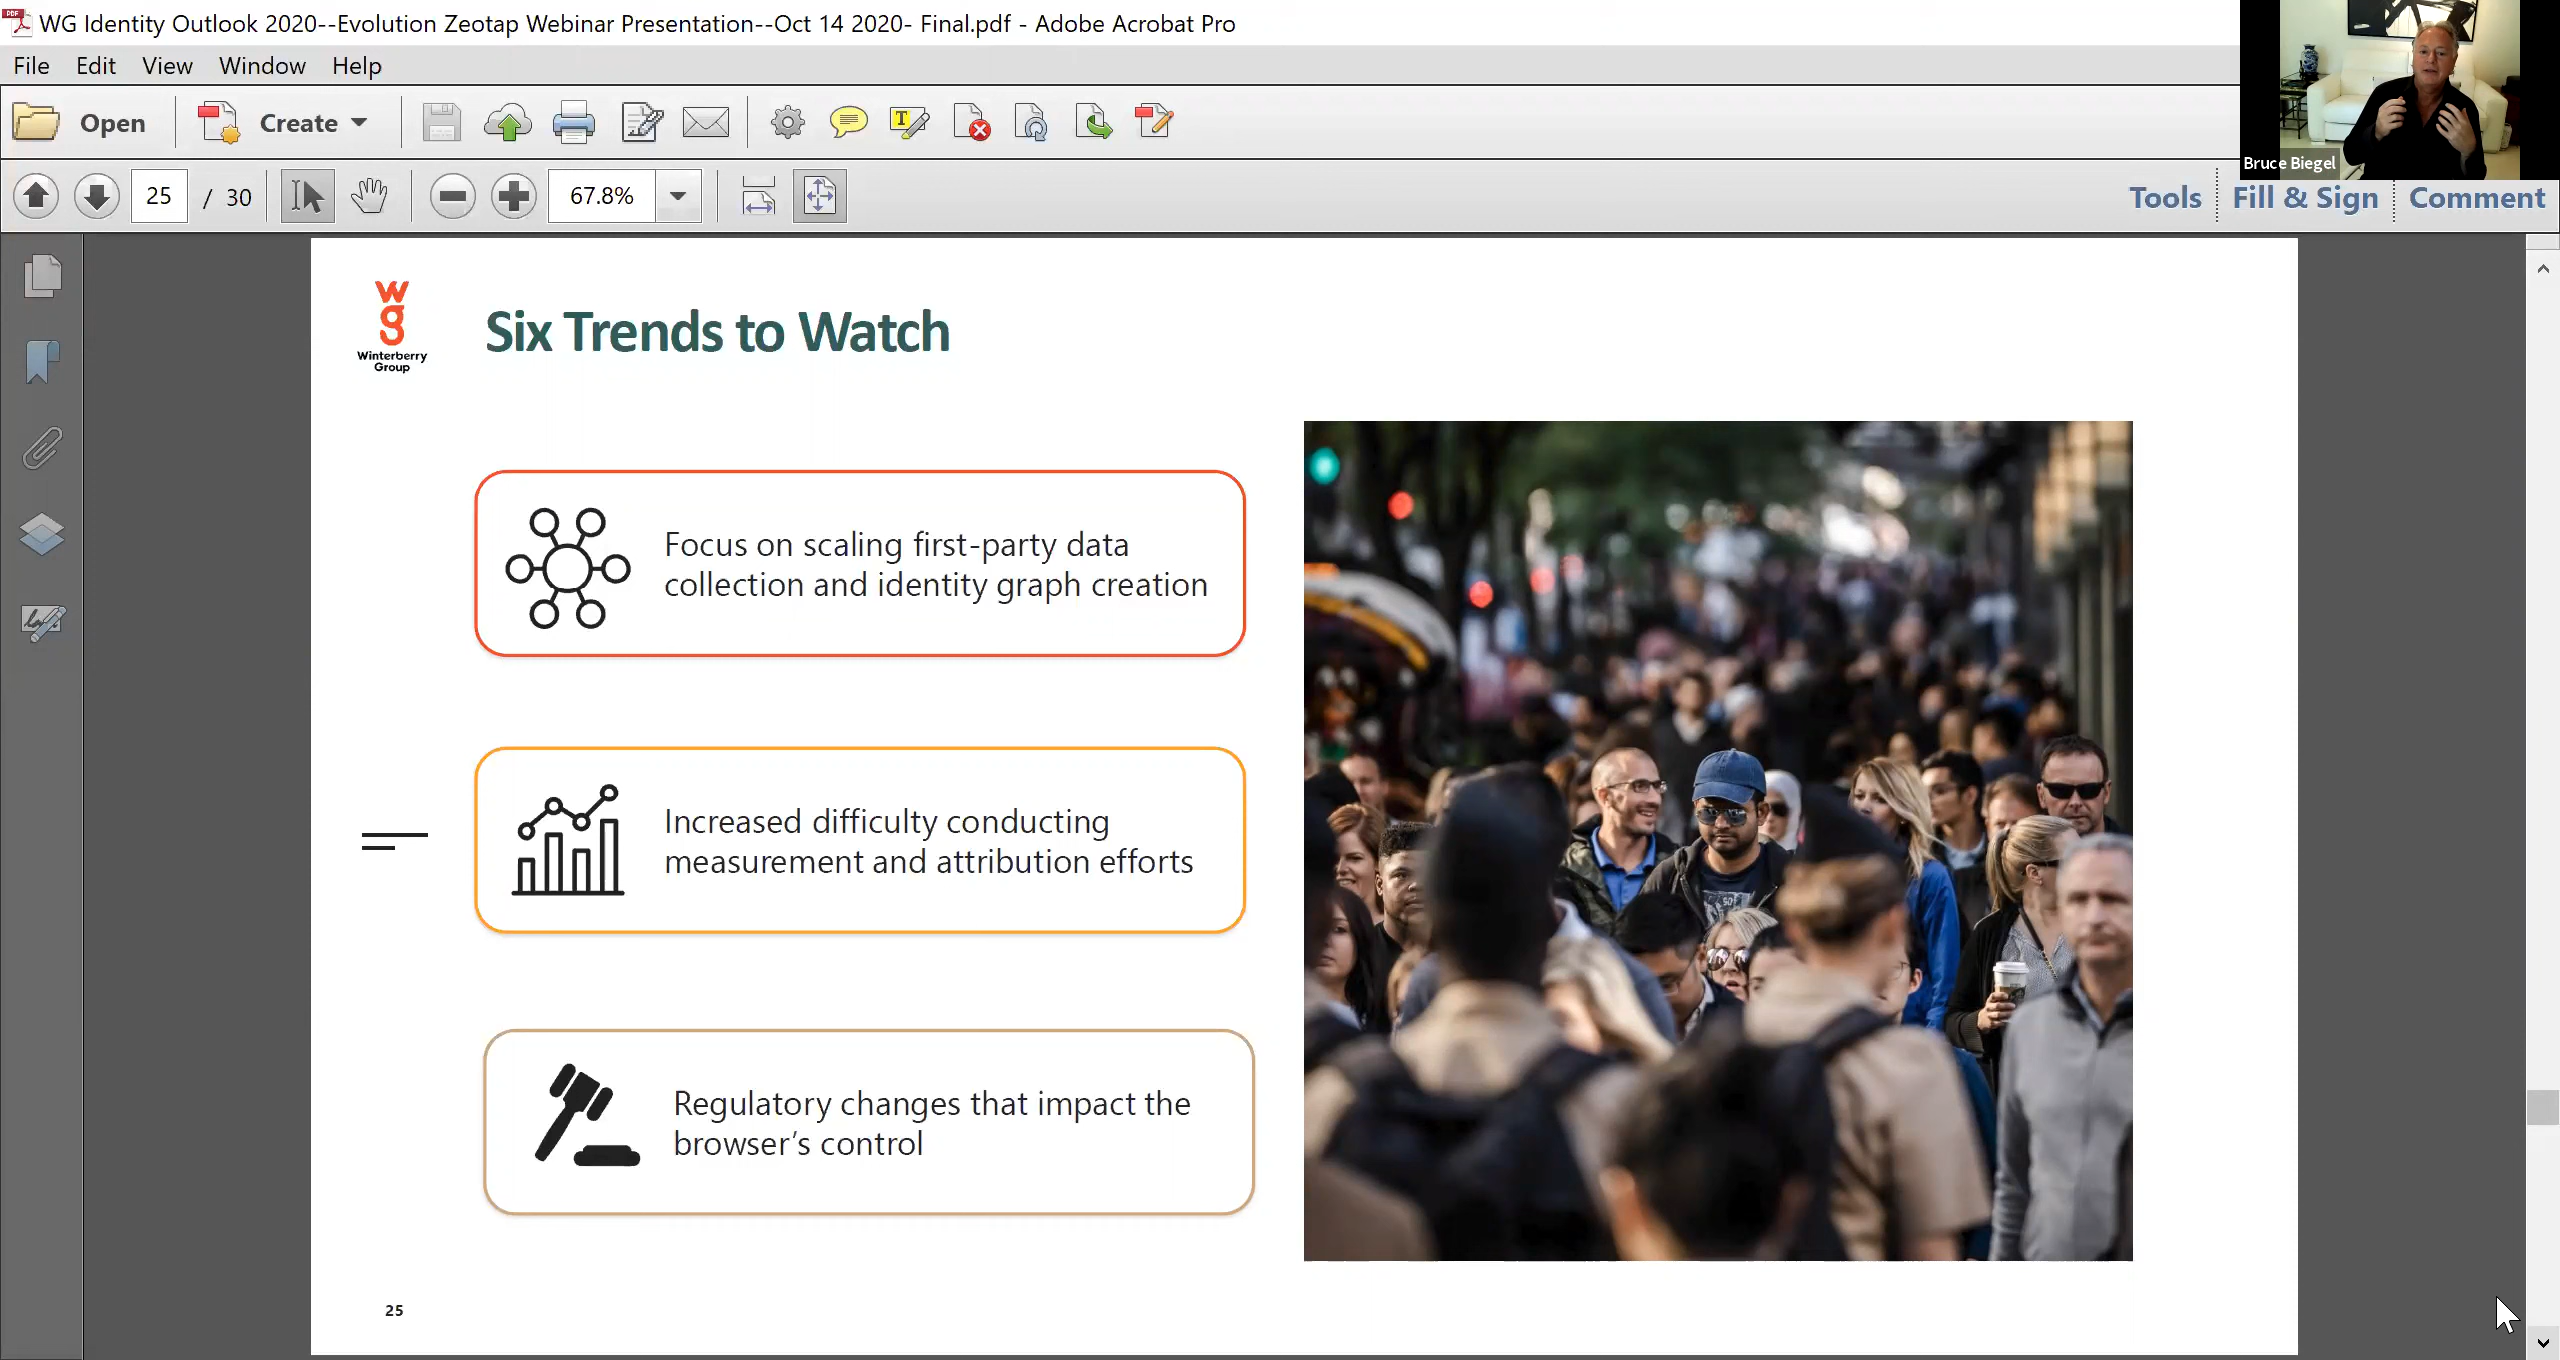 WG Identity Outlook 2020--Evolution Zeotap Webinar Presentation--Oct 14 2020- Final.pdf - Adobe Acrobat Pro
File Edit View Window Help
Open Create
Bruce Biegel
25 / 30 67.8% Tools Fill & Sign Comment
wg
Winterberry
Group
Six Trends to Watch
Focus on scaling first-party data
collection and identity graph creation
Increased difficulty conducting
measurement and attribution efforts
Regulatory changes that impact the
browser’s control
25